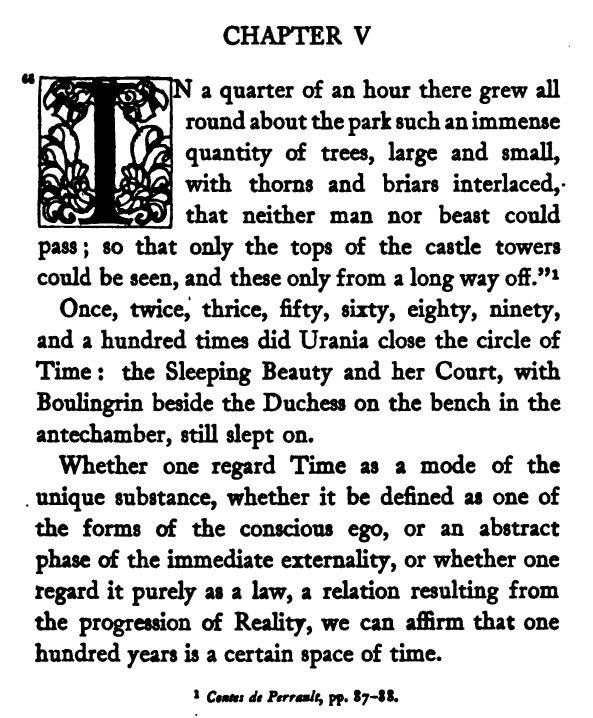 CHAPTER V
"IN a quarter of an hour there grew all
round about the park such an immense
quantity of trees, large and small,
with thorns and briars interlaced,
that neither man nor beast could
pass; so that only the tops of the castle towers
could be seen, and these only from a long way off."¹
Once, twice, thrice, fifty, sixty, eighty, ninety,
and a hundred times did Urania close the circle of
Time: the Sleeping Beauty and her Court, with
Boulingrin beside the Duchess on the bench in the
antechamber, still slept on.
Whether one regard Time as a mode of the
unique substance, whether it be defined as one of
the forms of the conscious ego, or an abstract
phase of the immediate externality, or whether one
regard it purely as a law, a relation resulting from
the progression of Reality, we can affirm that one
hundred years is a certain space of time.
¹ Contes de Perrault, pp. 87-88.